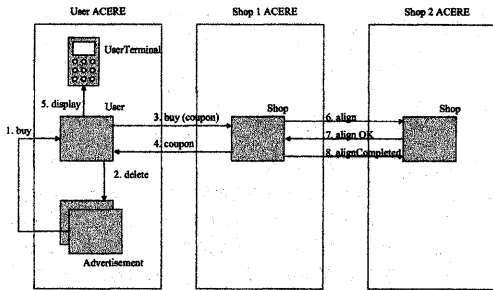 User ACERE
Shop 1 ACERE
Shop 2 ACERE
UserTerminal
5. display
User
1. buy
3. buy (coupon)
Shop
6. align
Shop
4. coupon
7. align OK
8. alignCompleted
2. delete
Advertisement